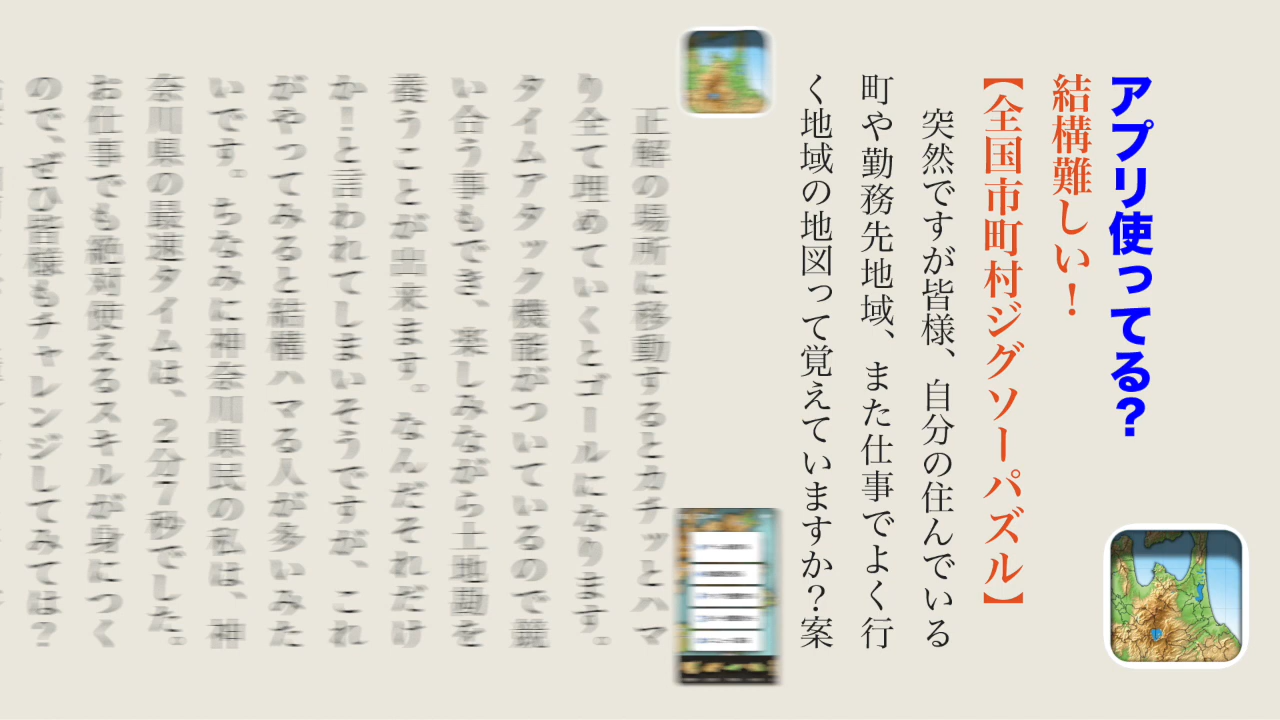 アプリ使ってる？
結構難しい！
【全国市町村ジグソーパズル】
突然ですが皆様、自分の住んでいる
町や勤務先地域、また仕事でよく行
く地域の地図って覚えていますか？案
正解の場所に移動するとカチッとハマ
り全て埋めていくとゴールになります。
タイムアタック機能がついているので競
い合う事もでき、楽しみながら土地勘を
養うことが出来ます。なんだそれだけ
か！と言われてしまいそうですが、これ
がやってみると結構ハマる人が多いみた
いです。ちなみに神奈川県民の私は、神
奈川県の最速タイムは、２分７秒でした。
お仕事でも絶対使えるスキルが身につく
ので、ぜひ皆様もチャレンジしてみては？